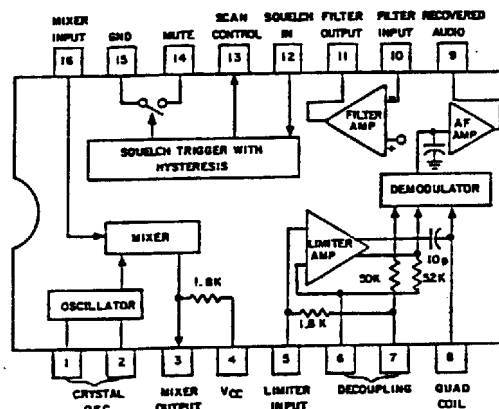 MIXER INPUT
GND
MUTE
SCAN CONTROL
SQUELCH IN
FILTER OUTPUT
FILTER INPUT
RECOVERED AUDIO
16
15
14
13
12
11
10
9
FILTER AMP
AF AMP
SQUELCH TRIGGER WITH HYSTERESIS
DEMODULATOR
MIXER
LIMITER AMP
10p
1.8K
50K
52K
OSCILLATOR
1.8K
1
2
3
4
5
6
7
8
CRYSTAL
MIXER OUTPUT
VCC
LIMITER INPUT
DECOUPLING
QUAD COIL